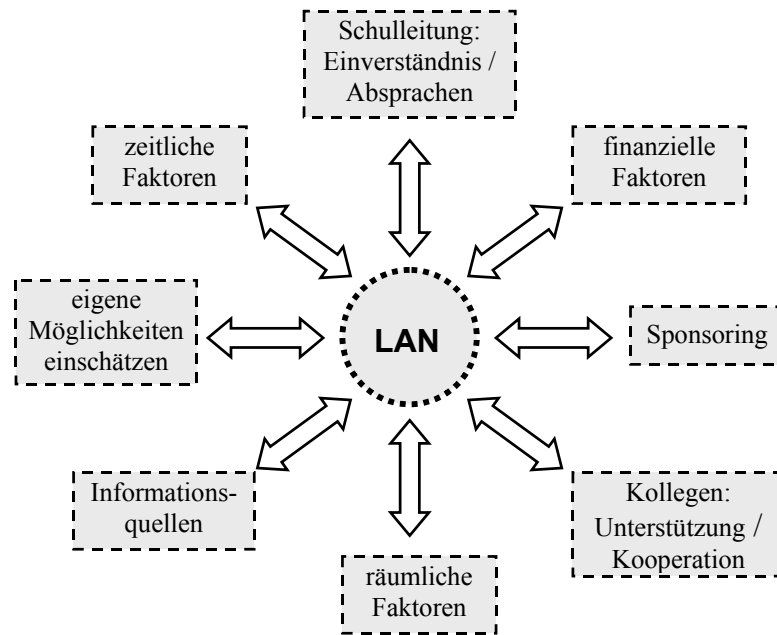 Schulleitung:
Einverständnis /
Absprachen
zeitliche
Faktoren
finanzielle
Faktoren
eigene
Möglichkeiten
einschätzen
LAN
Sponsoring
Informations-
quellen
Kollegen:
Unterstützung /
Kooperation
räumliche
Faktoren